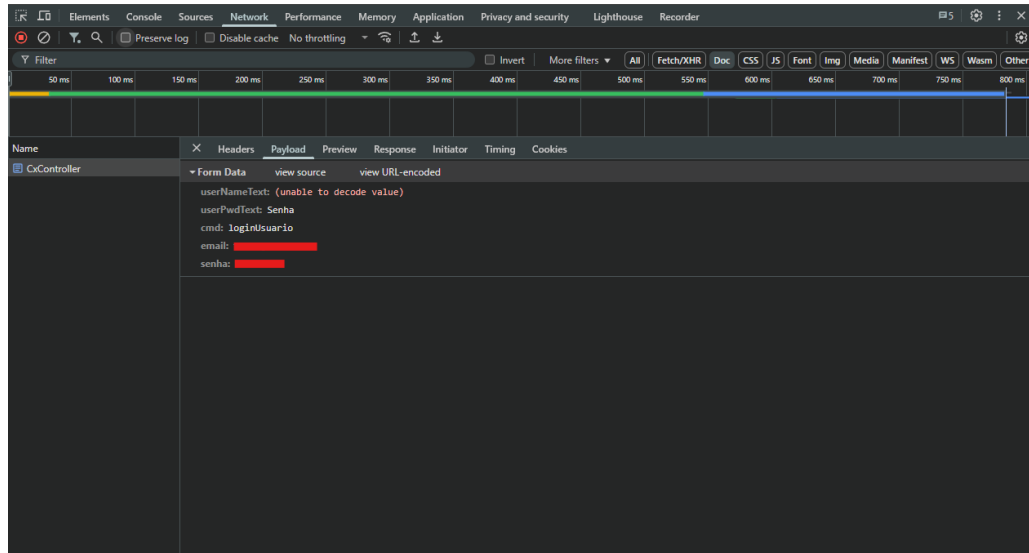 Elements Console Sources Network Performance Memory Application Privacy and security Lighthouse Recorder 5
Preserve log Disable cache No throttling
Filter Invert More filters All Fetch/XHR Doc CSS JS Font Img Media Manifest WS Wasm Other
50 ms 100 ms 150 ms 200 ms 250 ms 300 ms 350 ms 400 ms 450 ms 500 ms 550 ms 600 ms 650 ms 700 ms 750 ms 800 ms
Name Headers Payload Preview Response Initiator Timing Cookies
CxController Form Data view source view URL-encoded
userNameText: (unable to decode value)
userPwdText: Senha
cmd: loginUsuario
email:
senha: